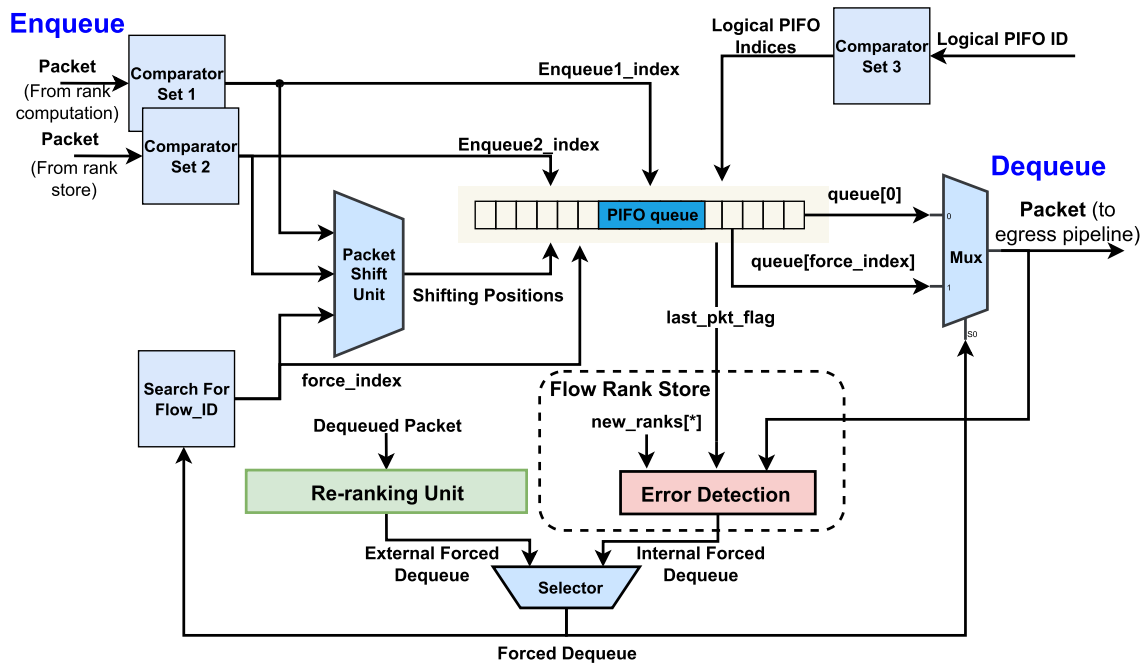 Enqueue
Packet
(From rank
computation)
Comparator
Set 1
Packet
(From rank
store)
Comparator
Set 2
Enqueue1_index
Enqueue2_index
Logical PIFO
Indices
Comparator
Set 3
Logical PIFO ID
Dequeue
PIFO queue
queue[0]
queue[force_index]
0
1
Mux
S0
Packet (to
egress pipeline)
Packet
Shift
Unit
Shifting Positions
last_pkt_flag
Search For
Flow_ID
force_index
Flow Rank Store
new_ranks[*]
Error Detection
Dequeued Packet
Re-ranking Unit
External Forced
Dequeue
Internal Forced
Dequeue
Selector
Forced Dequeue